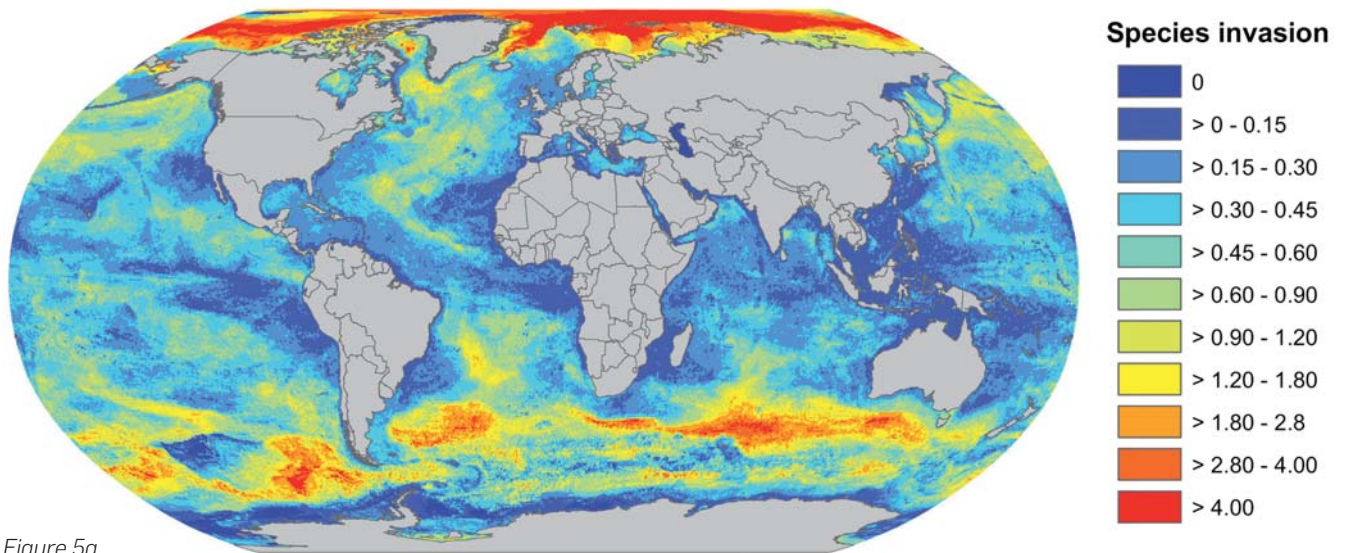 Species invasion
0
> 0 - 0.15
> 0.15 - 0.30
> 0.30 - 0.45
> 0.45 - 0.60
> 0.60 - 0.90
> 0.90 - 1.20
> 1.20 - 1.80
> 1.80 - 2.8
> 2.80 - 4.00
> 4.00
Figure 5a